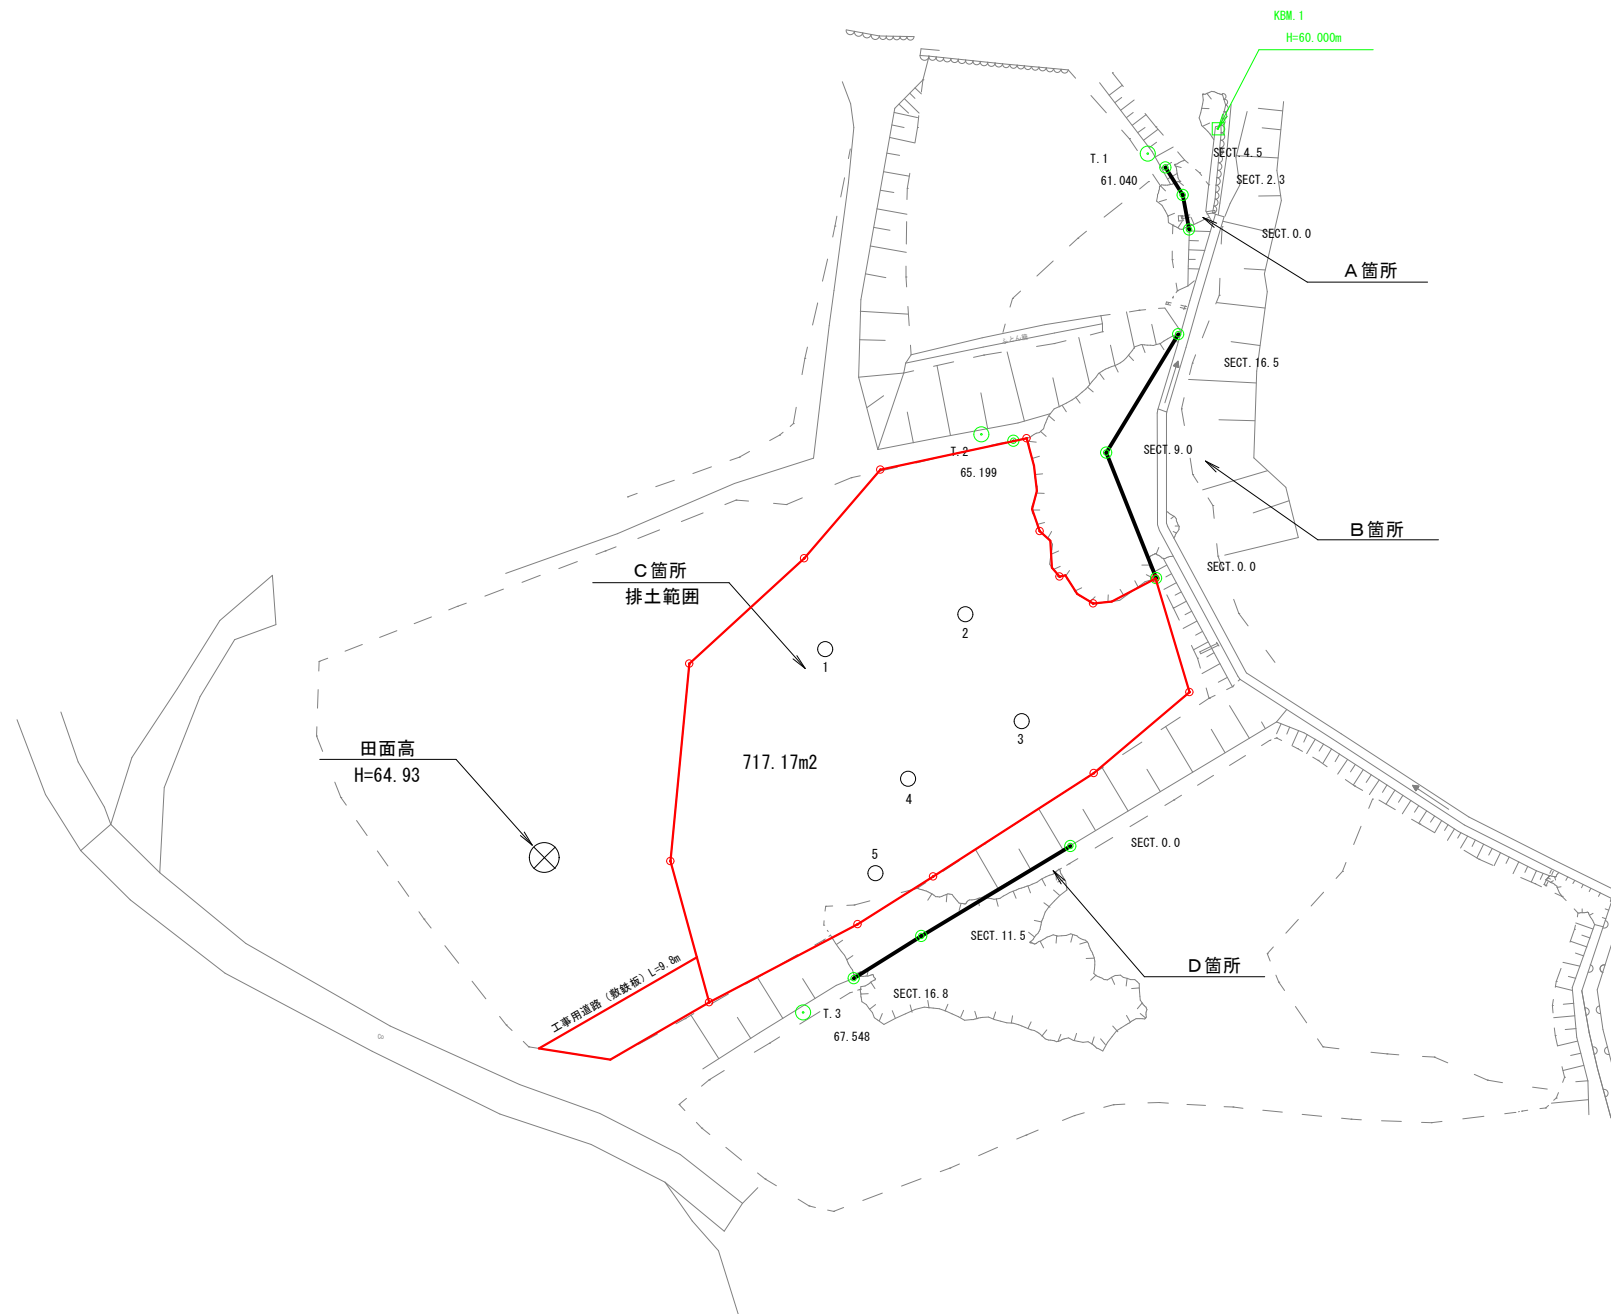 KBM.1
H=60.000m
T.1
61.040
SECT.4.5
SECT.2.3
SECT.0.0
A箇所
SECT.16.5
T.2
65.199
SECT.9.0
B箇所
SECT.0.0
C箇所
排土範囲
1
2
3
4
5
717.17m2
田面高
H=64.93
SECT.0.0
SECT.11.5
D箇所
SECT.16.8
工事用道路(敷鉄板)L=9.8m
T.3
67.548